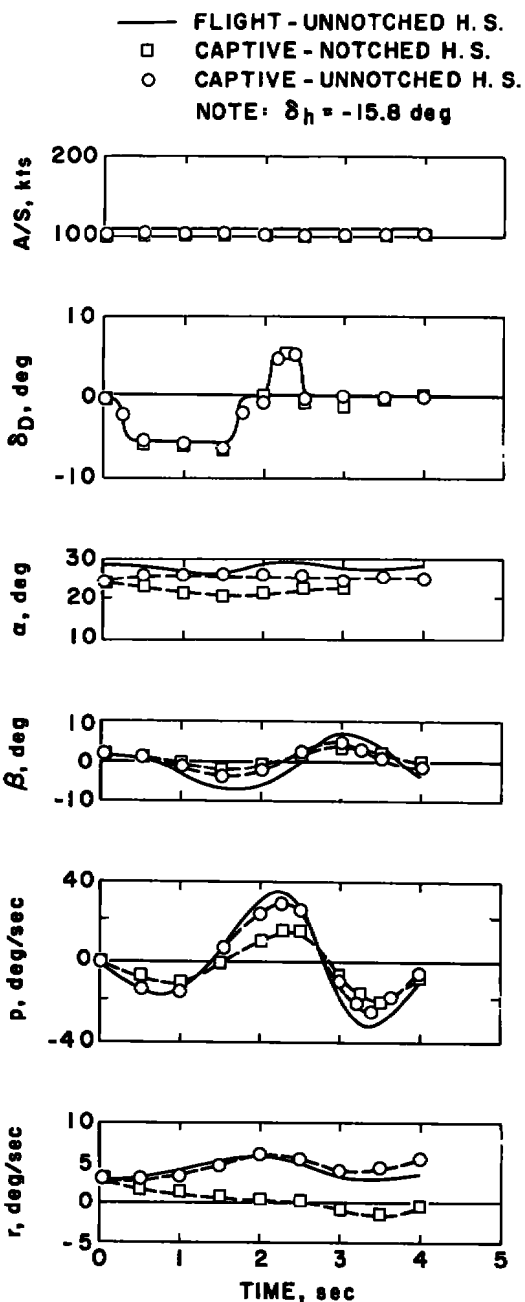 FLIGHT-UNNOTCHED H. S.
CAPTIVE-NOTCHED H. S.
CAPTIVE-UNNOTCHED H. S.
NOTE: δh = -15.8 deg
200
100
A/S, kts
10
0
-10
δD, deg
30
20
10
α, deg
10
0
-10
β, deg
40
0
-40
p, deg/sec
10
5
0
-5
r, deg/sec
0 1 2 3 4 5
TIME, sec